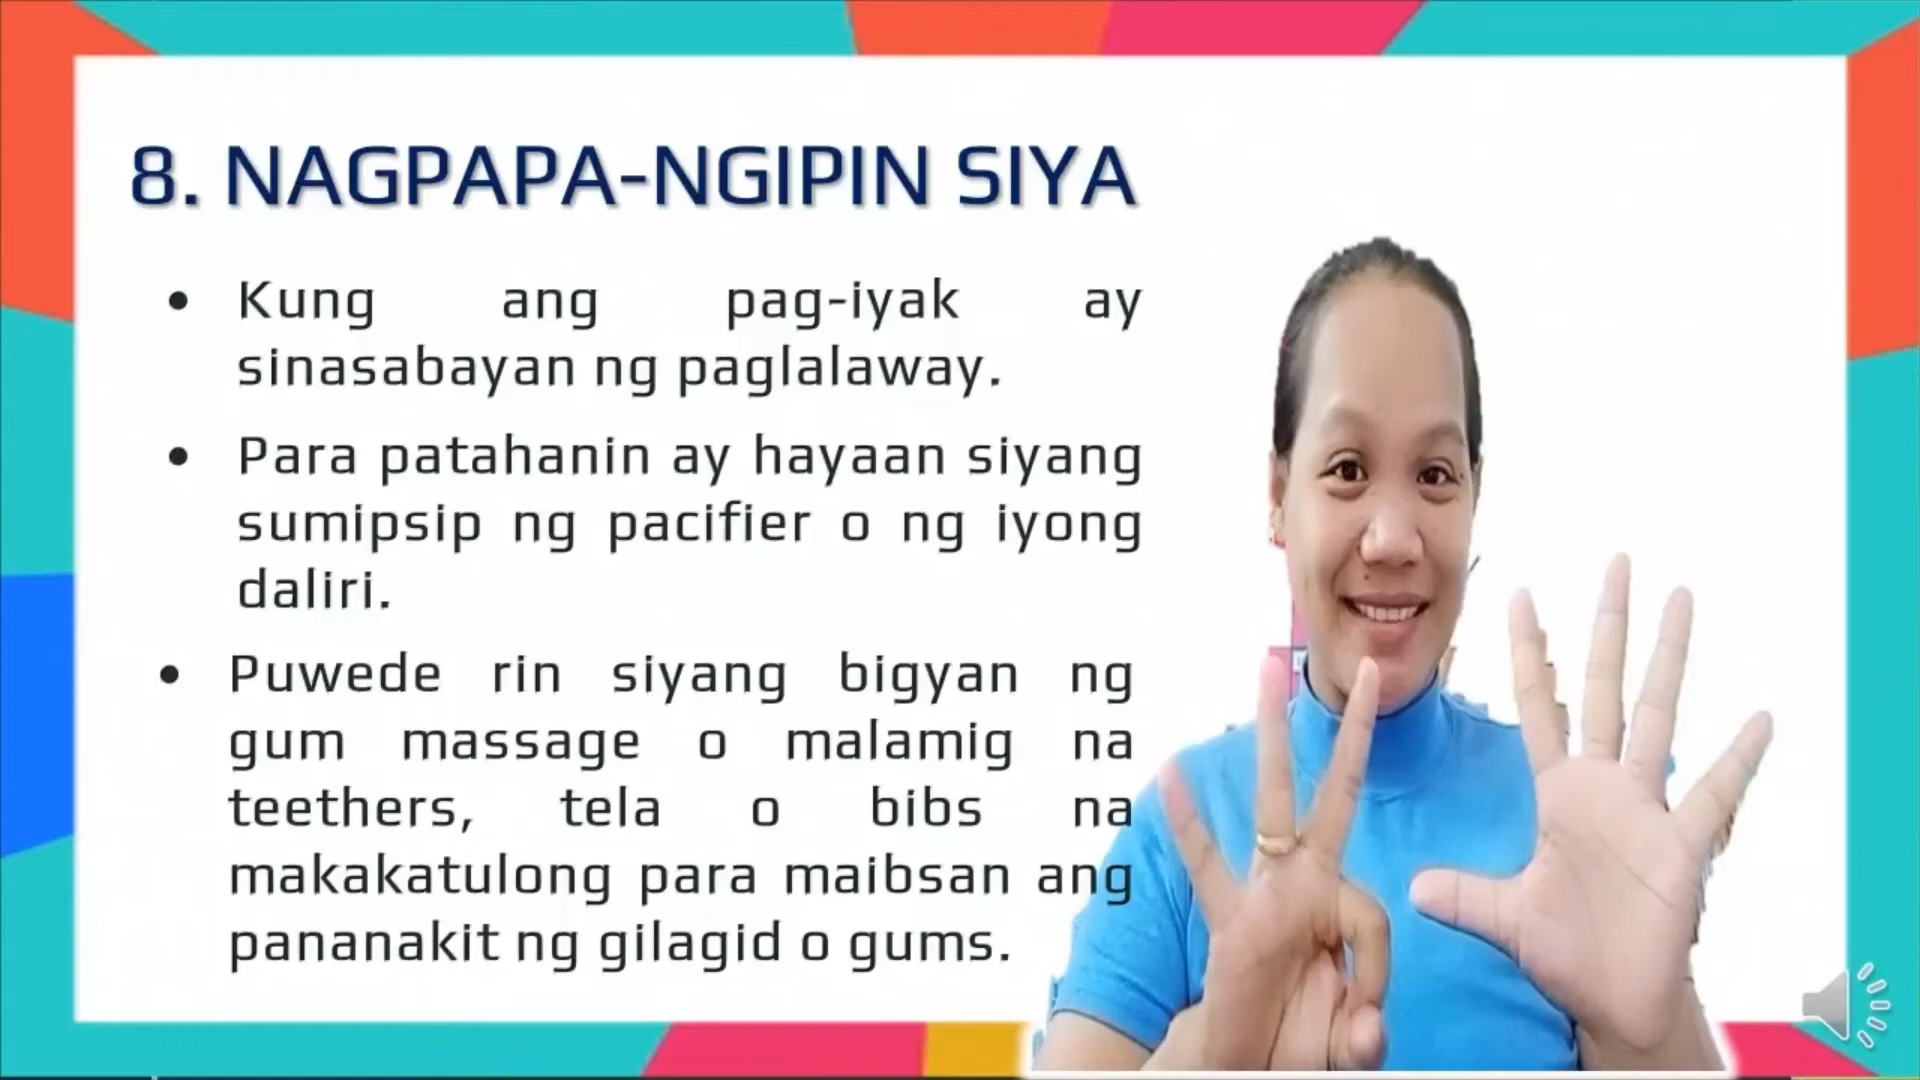 8. NAGPAPA-NGIPIN SIYA
• Kung ang pag-iyak ay
sinasabayan ng paglalaway.
• Para patahanin ay hayaan siyang
sumipsip ng pacifier o ng iyong
daliri.
• Puwede rin siyang bigyan ng
gum massage o malamig na
teethers, tela o bibs na
makakatulong para maibsan ang
pananakit ng gilagid o gums.